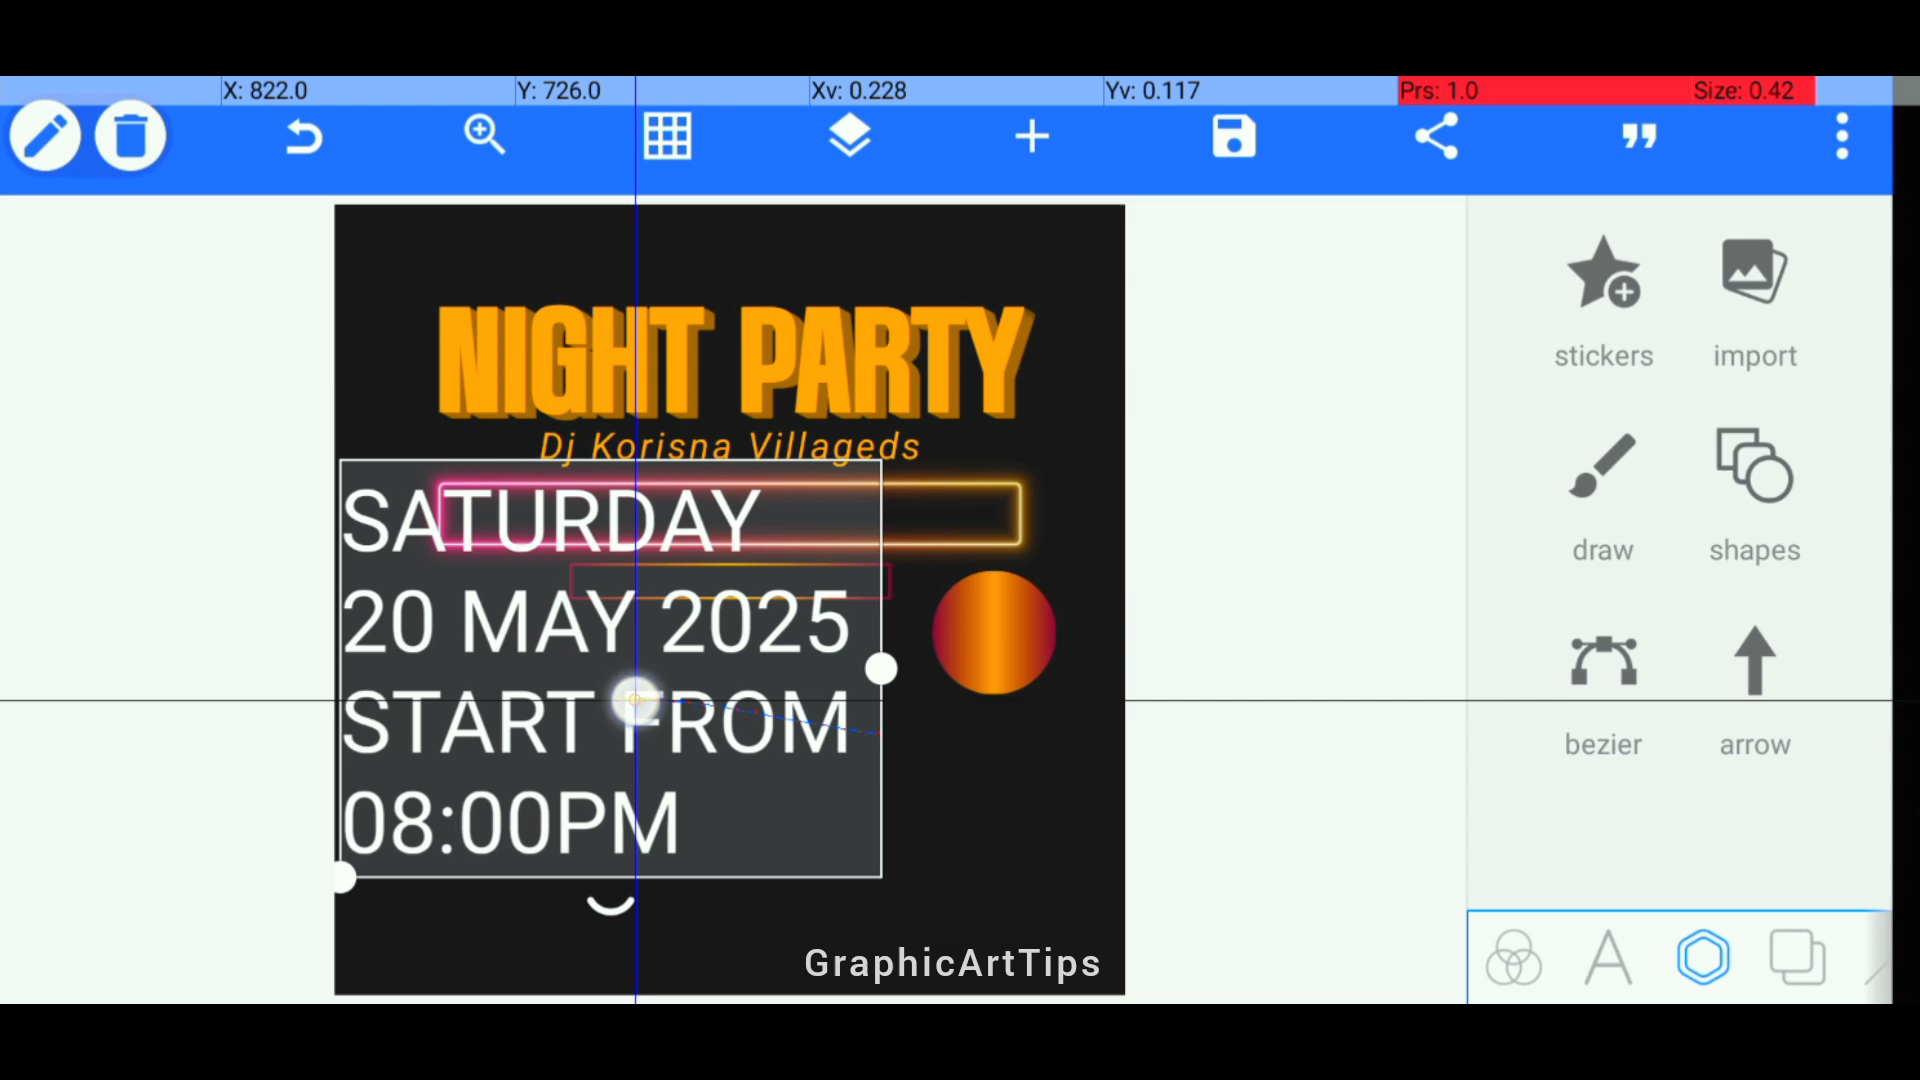 X: 822.0 Y: 726.0 Xv: 0.228 Yv: 0.117 Prs: 1.0 Size: 0.42
NIGHT PARTY
Dj Korisna Villageds
SATURDAY
20 MAY 2025
START FROM
08:00PM
GraphicArtTips
stickers import
draw shapes
bezier arrow